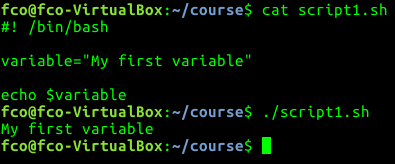 fco@fco-VirtualBox:~/course$ cat script1.sh
#! /bin/bash
variable="My first variable"
echo $variable
fco@fco-VirtualBox:~/course$ ./script1.sh
My first variable
fco@fco-VirtualBox:~/course$